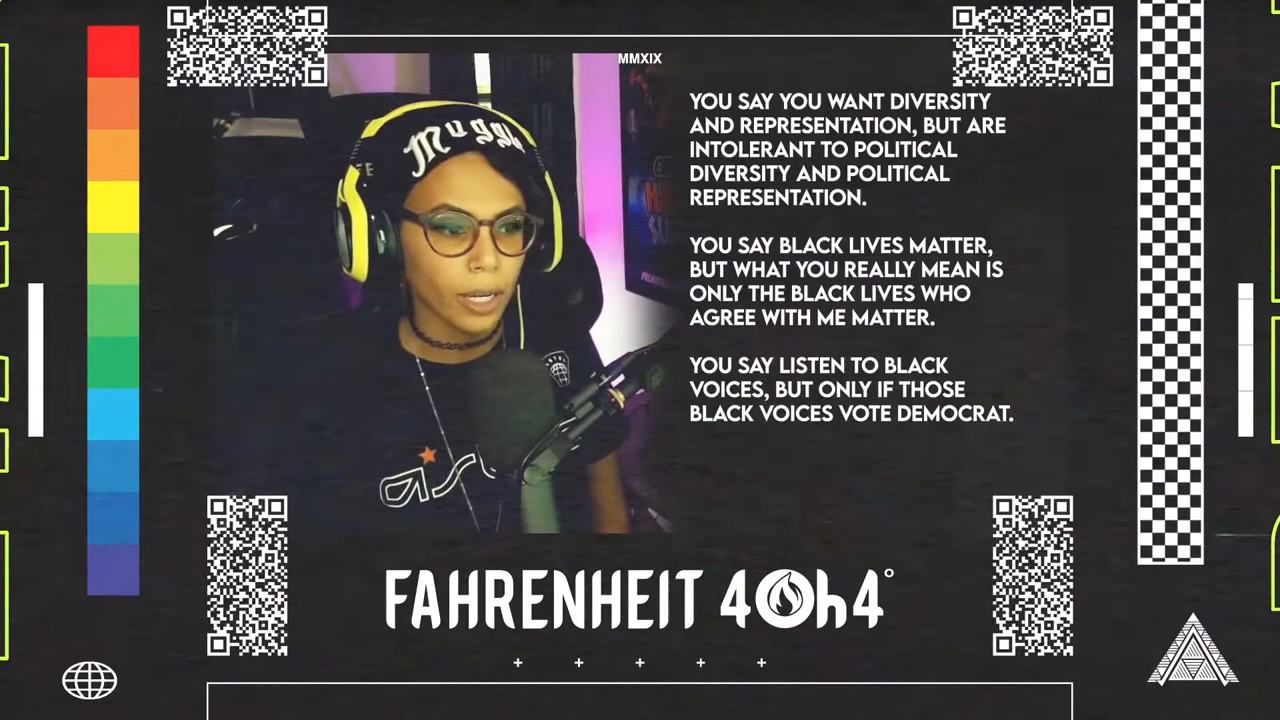 MMXIX
YOU SAY YOU WANT DIVERSITY
AND REPRESENTATION, BUT ARE
INTOLERANT TO POLITICAL
DIVERSITY AND POLITICAL
REPRESENTATION.
YOU SAY BLACK LIVES MATTER,
BUT WHAT YOU REALLY MEAN IS
ONLY THE BLACK LIVES WHO
AGREE WITH ME MATTER.
YOU SAY LISTEN TO BLACK
VOICES, BUT ONLY IF THOSE
BLACK VOICES VOTE DEMOCRAT.
FAHRENHEIT 40h4°